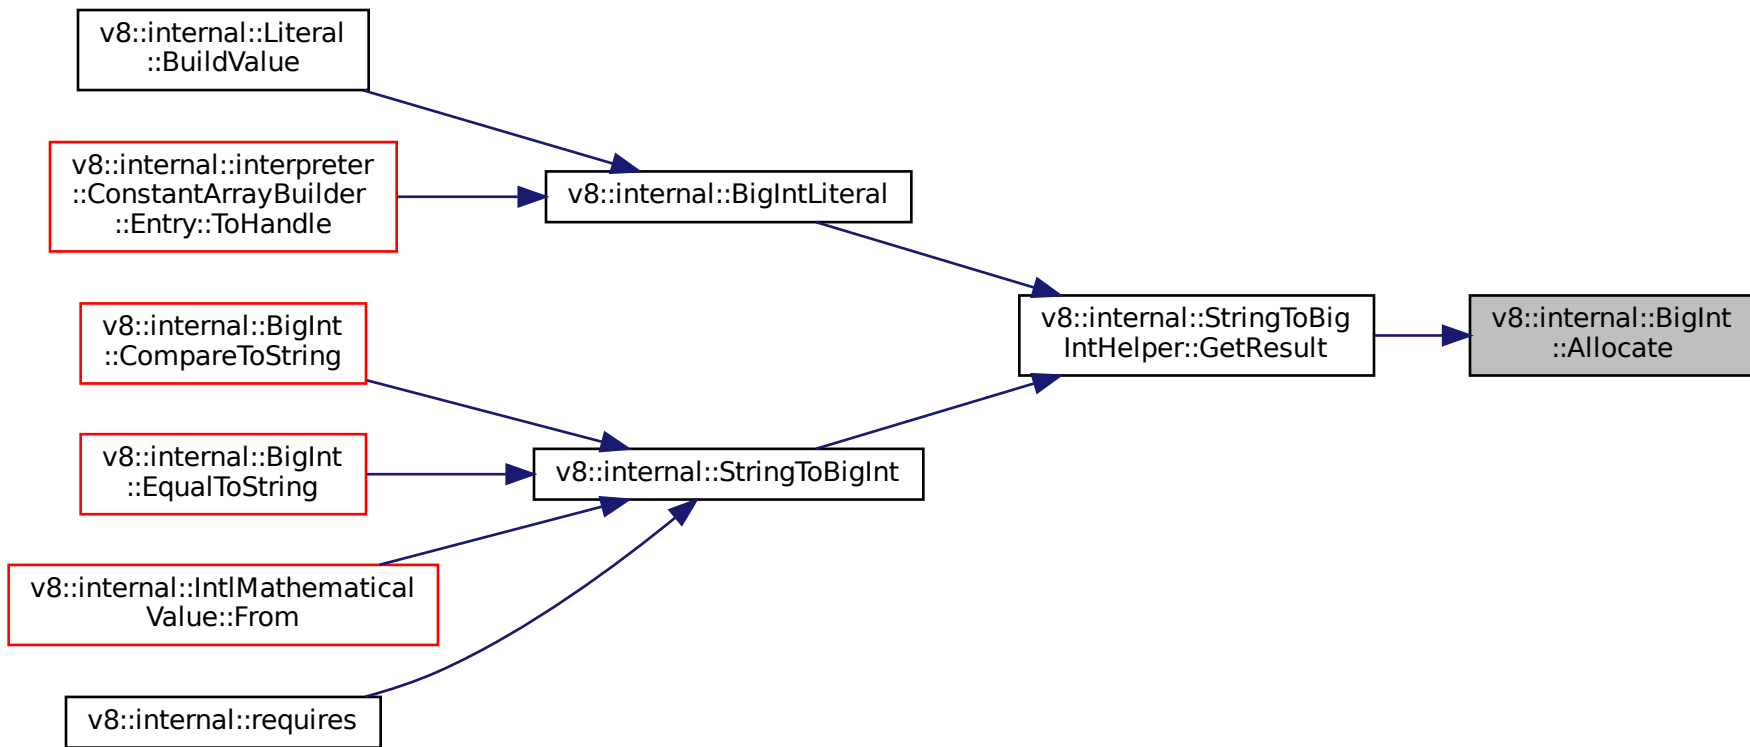 v8::internal::Literal
::BuildValue
v8::internal::interpreter
::ConstantArrayBuilder
::Entry::ToHandle
v8::internal::BigIntLiteral
v8::internal::BigInt
::CompareToString
v8::internal::StringToBig
IntHelper::GetResult
v8::internal::BigInt
::Allocate
v8::internal::BigInt
::EqualToString
v8::internal::StringToBigInt
v8::internal::IntlMathematical
Value::From
v8::internal::requires